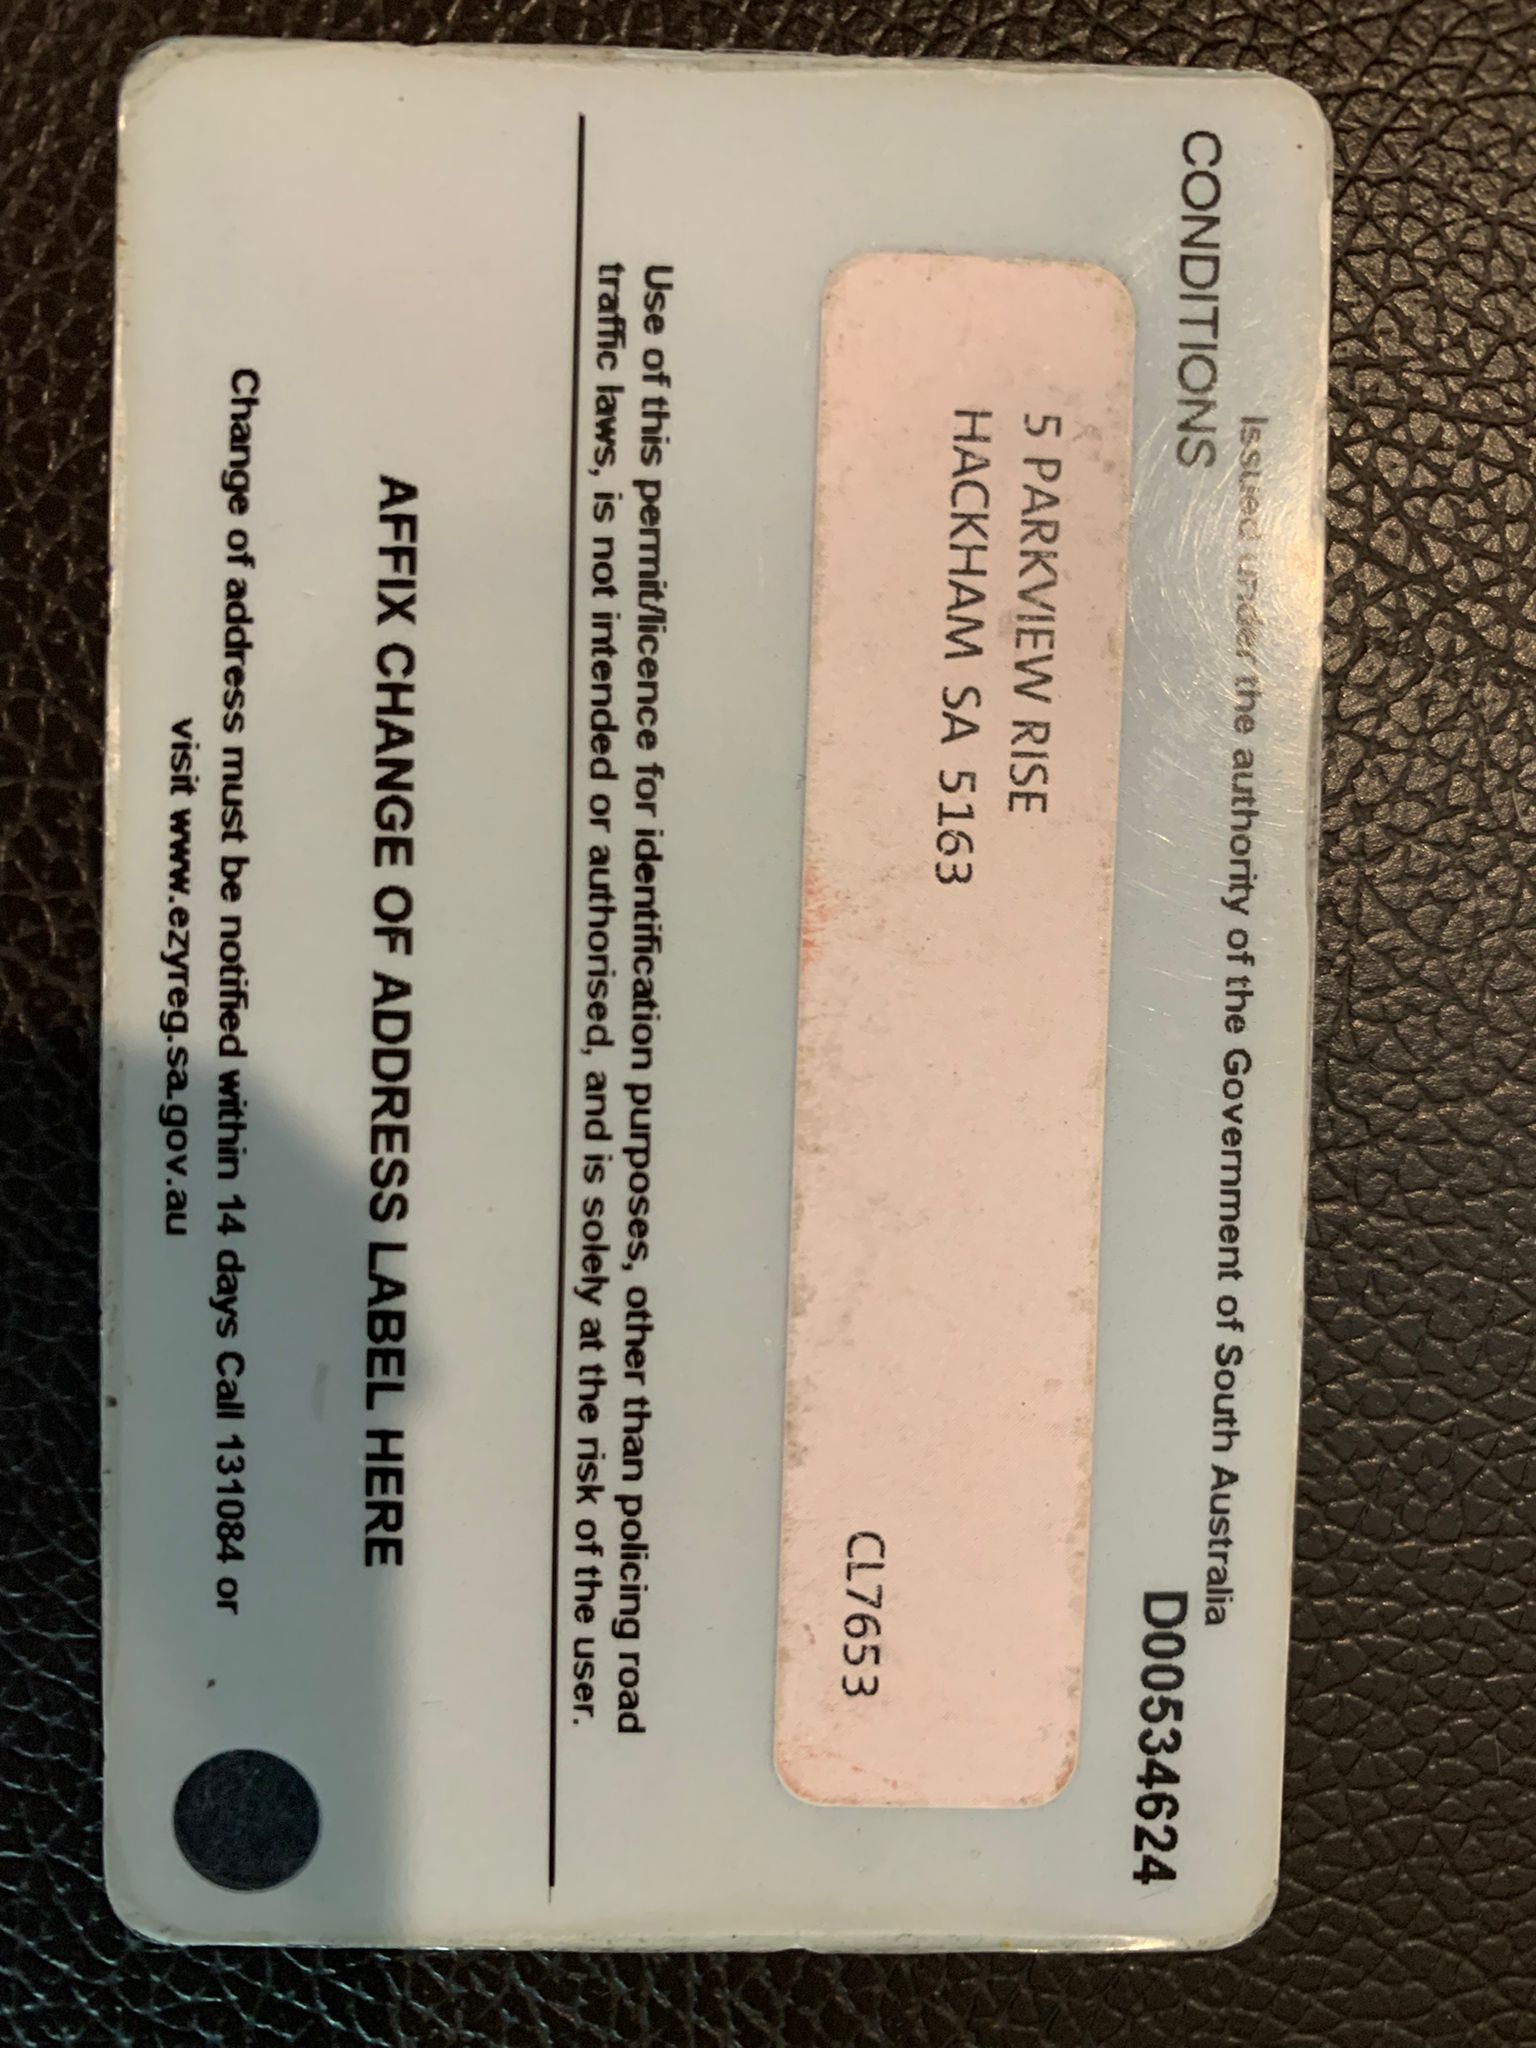 Issued under the authority of the Government of South Australia
CONDITIONS
D00534624
5 PARKVIEW RISE
HACKHAM SA 5163
CL7653
Use of this permit/licence for identification purposes, other than policing road
traffic laws, is not intended or authorised, and is solely at the risk of the user.
AFFIX CHANGE OF ADDRESS LABEL HERE
Change of address must be notified within 14 days Call 131084 or
visit www.ezyreg.sa.gov.au